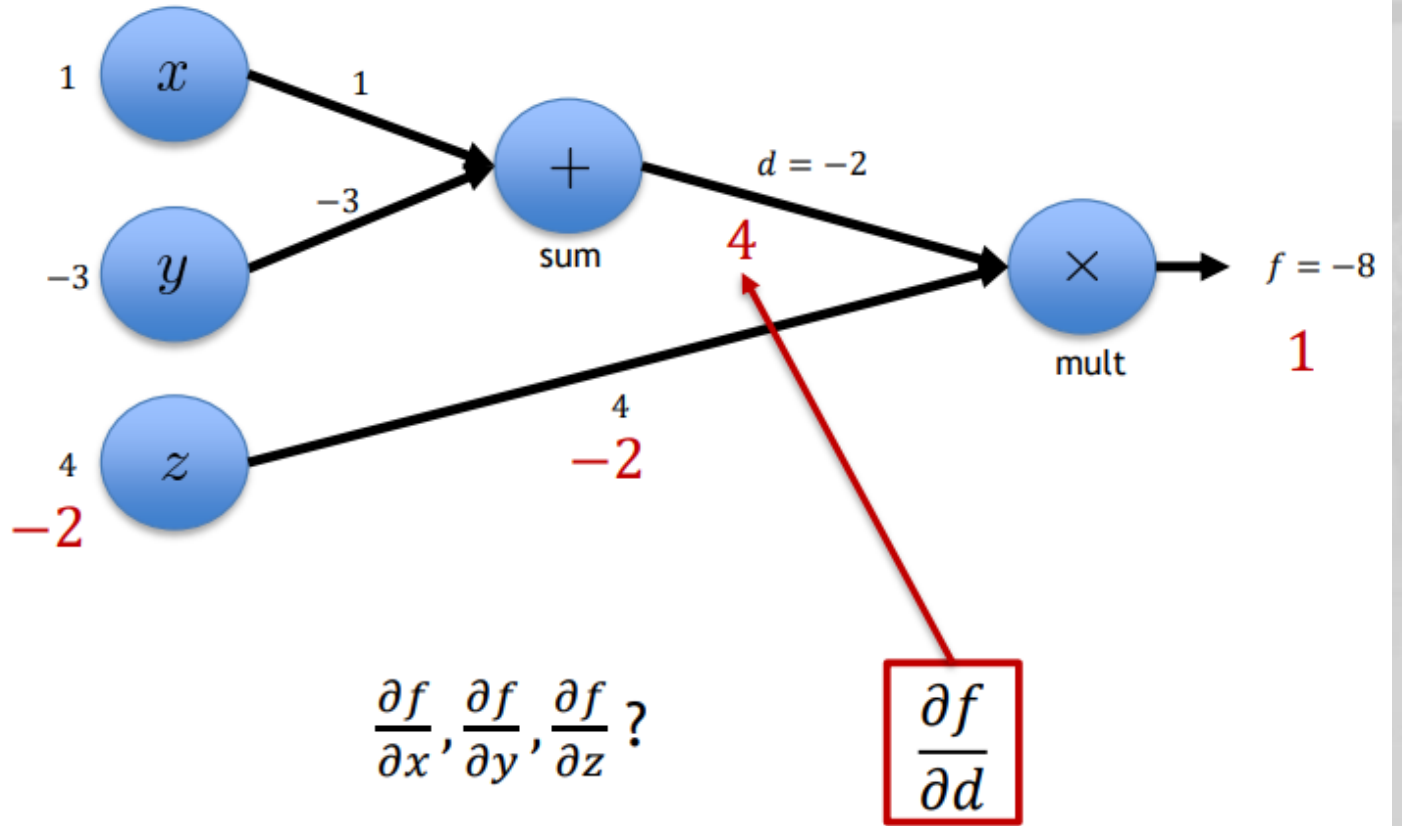 1
x
1
+
sum
d = −2
4
−3
y
−3
×
mult
f = −8
1
4
z
4
−2
−2
∂f/∂x, ∂f/∂y, ∂f/∂z ?
∂f/∂d